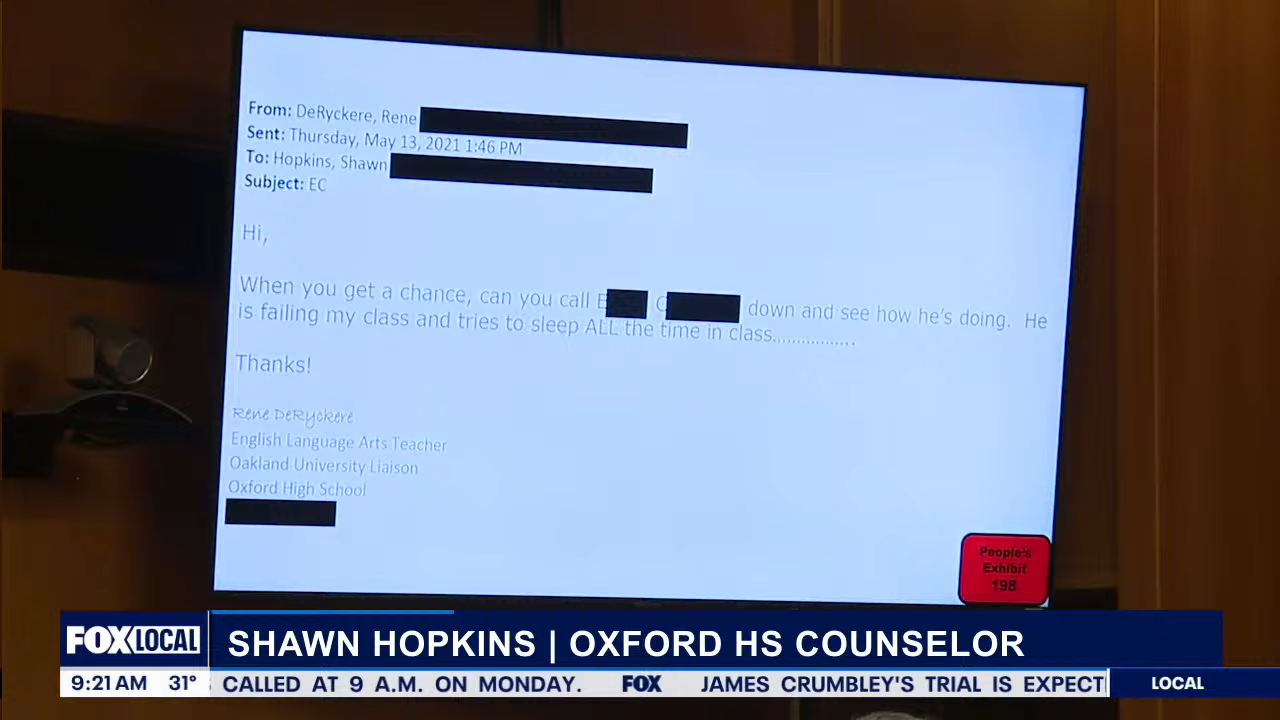 From: DeRyckere, Rene
Sent: Thursday, May 13, 2021 1:46 PM
To: Hopkins, Shawn
Subject: EC
Hi,
When you get a chance, can you call E C down and see how he's doing. He
is failing my class and tries to sleep ALL the time in class.................
Thanks!
Rene DeRyckere
English Language Arts Teacher
Oakland University Liaison
Oxford High School
People's
Exhibit
198
FOX LOCAL
SHAWN HOPKINS | OXFORD HS COUNSELOR
9:21 AM 31° CALLED AT 9 A.M. ON MONDAY. FOX JAMES CRUMBLEY'S TRIAL IS EXPECT LOCAL